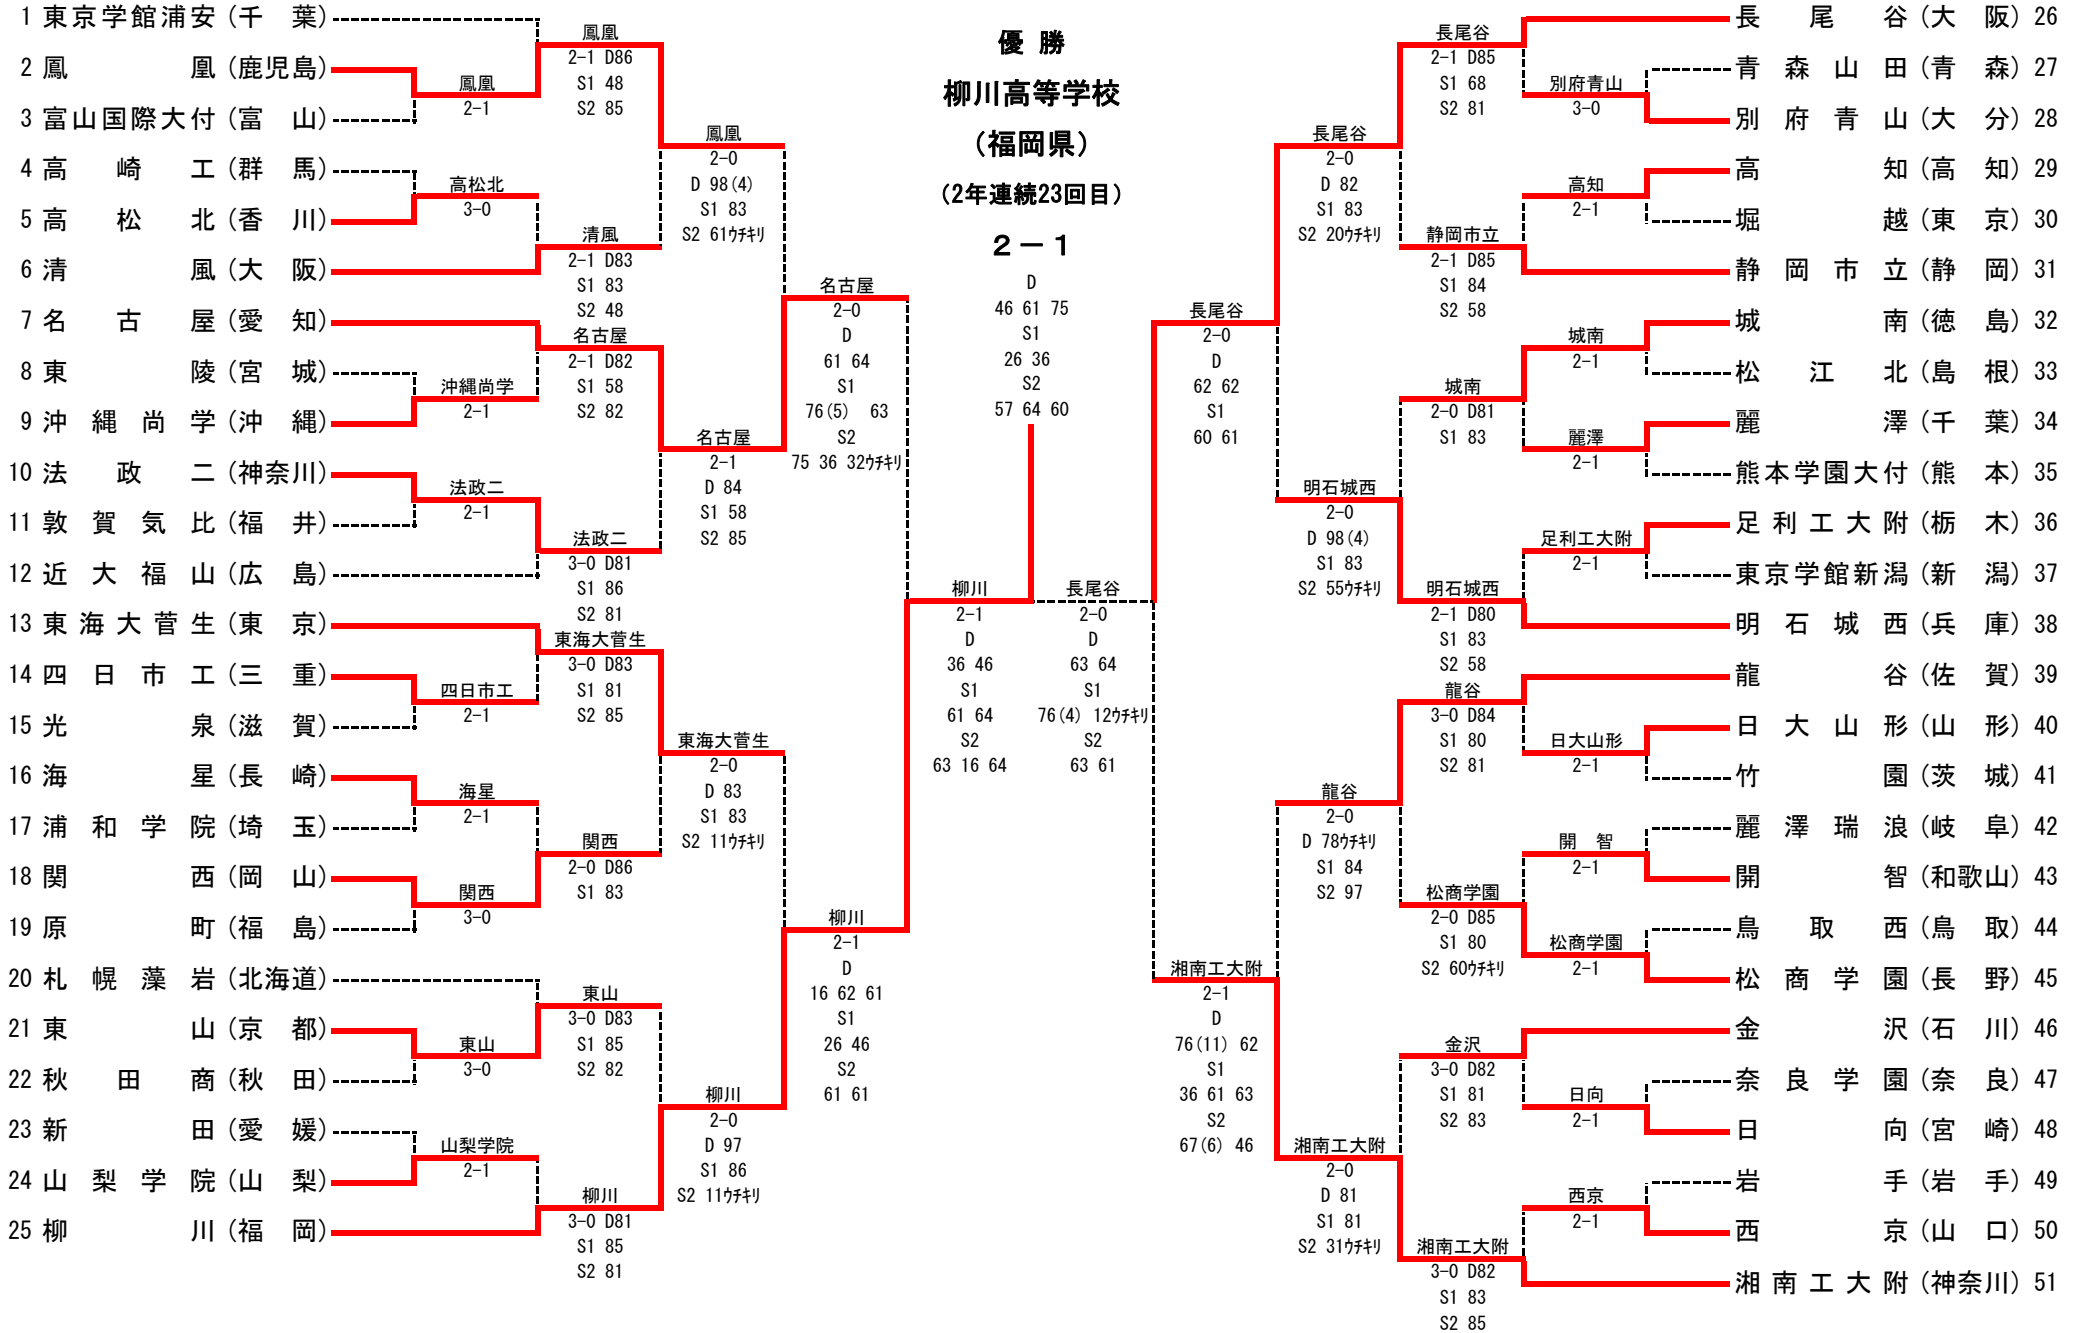 1 東京学館浦安（千　葉）
2 鳳　　凰（鹿児島）
3 富山国際大付（富　山）
4 高　崎　工（群　馬）
5 高　松　北（香　川）
6 清　　風（大　阪）
7 名　古　屋（愛　知）
8 東　　陵（宮　城）
9 沖縄尚学（沖　縄）
10 法　政　二（神奈川）
11 敦賀気比（福　井）
12 近大福山（広　島）
13 東海大菅生（東　京）
14 四日市工（三　重）
15 光　　泉（滋　賀）
16 海　　星（長　崎）
17 浦和学院（埼　玉）
18 関　　西（岡　山）
19 原　　町（福　島）
20 札幌藻岩（北海道）
21 東　　山（京　都）
22 秋　田　商（秋　田）
23 新　　田（愛　媛）
24 山梨学院（山　梨）
25 柳　　川（福　岡）
鳳凰
2-1
高松北
3-0
沖縄尚学
2-1
法政二
2-1
四日市工
2-1
海星
2-1
関西
3-0
東山
3-0
山梨学院
2-1
鳳凰
2-1 D86
S1 48
S2 85
清風
2-1 D83
S1 83
S2 48
名古屋
2-1 D82
S1 58
S2 82
法政二
3-0 D81
S1 86
S2 81
東海大菅生
3-0 D83
S1 81
S2 85
関西
2-0 D86
S1 83
東山
3-0 D83
S1 85
S2 82
柳川
3-0 D81
S1 85
S2 81
鳳凰
2-0
D 98(4)
S1 83
S2 61ｳﾁｷﾘ
名古屋
2-1
D 84
S1 58
S2 85
東海大菅生
2-0
D 83
S1 83
S2 11ｳﾁｷﾘ
柳川
2-0
D 97
S1 86
S2 11ｳﾁｷﾘ
名古屋
2-0
D
61 64
S1
76(5)　63
S2
75 36 32ｳﾁｷﾘ
柳川
2-1
D
16 62 61
S1
26 46
S2
61 61
柳川
2-1
D
36 46
S1
61 64
S2
63 16 64
優 勝
柳川高等学校
（福岡県）
（2年連続23回目）
２－１
D
46 61 75
S1
26 36
S2
57 64 60
長尾谷
2-0
D
63 64
S1
76(4) 12ｳﾁｷﾘ
S2
63 61
長尾谷
2-0
D
62 62
S1
60 61
湘南工大附
2-1
D
76(11) 62
S1
36 61 63
S2
67(6) 46
長尾谷
2-0
D 82
S1 83
S2 20ｳﾁｷﾘ
明石城西
2-0
D 98(4)
S1 83
S2 55ｳﾁｷﾘ
龍谷
2-0
D 78ｳﾁｷﾘ
S1 84
S2 97
湘南工大附
2-0
D 81
S1 81
S2 31ｳﾁｷﾘ
長尾谷
2-1 D85
S1 68
S2 81
静岡市立
2-1 D85
S1 84
S2 58
城南
2-0 D81
S1 83
明石城西
2-1 D80
S1 83
S2 58
龍谷
3-0 D84
S1 80
S2 81
松商学園
2-0 D85
S1 80
S2 60ｳﾁｷﾘ
金沢
3-0 D82
S1 81
S2 83
湘南工大附
3-0 D82
S1 83
S2 85
別府青山
3-0
高知
2-1
城南
2-1
麗澤
2-1
足利工大附
2-1
日大山形
2-1
開　智
2-1
松商学園
2-1
日向
2-1
西京
2-1
長　尾　谷（大　阪）26
青森山田（青　森）27
別府青山（大　分）28
高　　知（高　知）29
堀　　越（東　京）30
静岡市立（静　岡）31
城　　南（徳　島）32
松　江　北（島　根）33
麗　　澤（千　葉）34
熊本学園大付（熊　本）35
足利工大附（栃　木）36
東京学館新潟（新　潟）37
明石城西（兵　庫）38
龍　　谷（佐　賀）39
日大山形（山　形）40
竹　　園（茨　城）41
麗澤瑞浪（岐　阜）42
開　　智（和歌山）43
鳥　取　西（鳥　取）44
松商学園（長　野）45
金　　沢（石　川）46
奈良学園（奈　良）47
日　　向（宮　崎）48
岩　　手（岩　手）49
西　　京（山　口）50
湘南工大附（神奈川）51